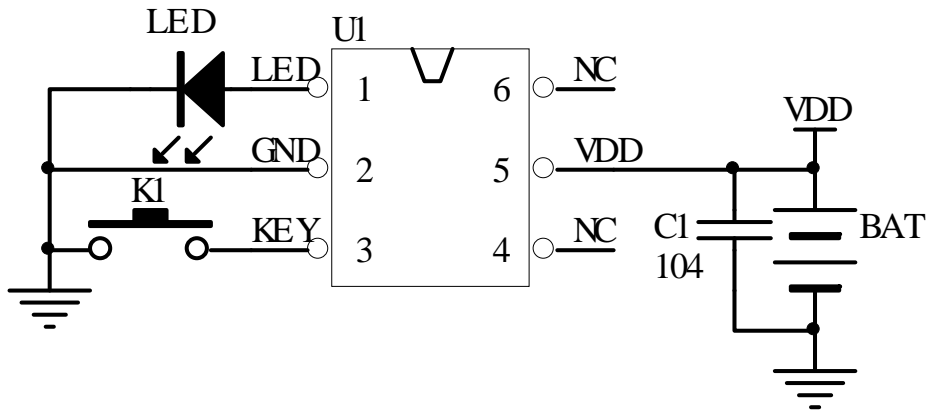 LED
U1
LED 1 6 NC
VDD
GND 2 5 VDD
K1
KEY 3 4 NC
C1 BAT
104